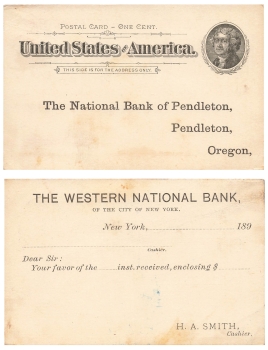 POSTAL CARD – ONE CENT.
United States of America.
THIS SIDE IS FOR THE ADDRESS ONLY.
The National Bank of Pendleton,
Pendleton,
Oregon,
THE WESTERN NATIONAL BANK,
OF THE CITY OF NEW YORK.
New York, 189
Cashier.
Dear Sir:
Your favor of the inst. received, enclosing $
H. A. SMITH,
Cashier.